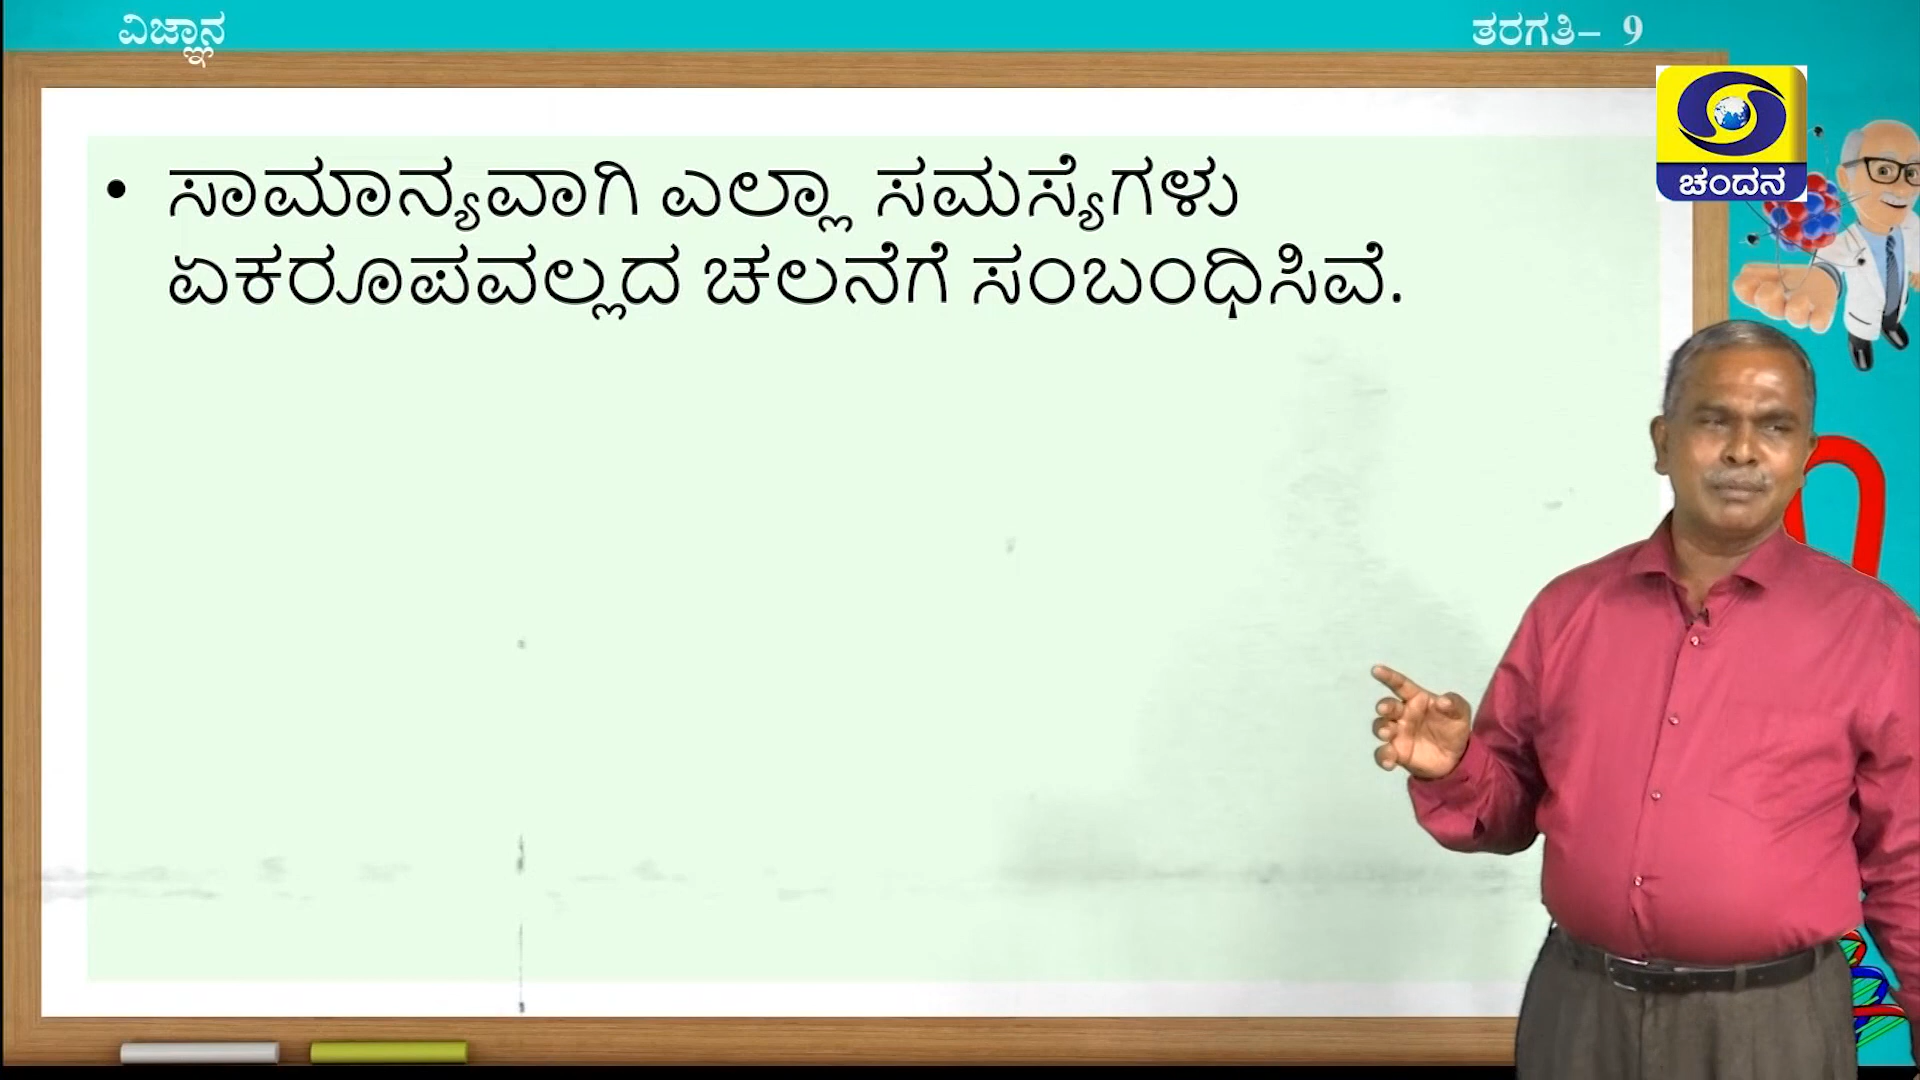 ವಿಜ್ಞಾನ
ತರಗತಿ– 9
ಚಂದನ
• ಸಾಮಾನ್ಯವಾಗಿ ಎಲ್ಲಾ ಸಮಸ್ಯೆಗಳು
ಏಕರೂಪವಲ್ಲದ ಚಲನೆಗೆ ಸಂಬಂಧಿಸಿವೆ.